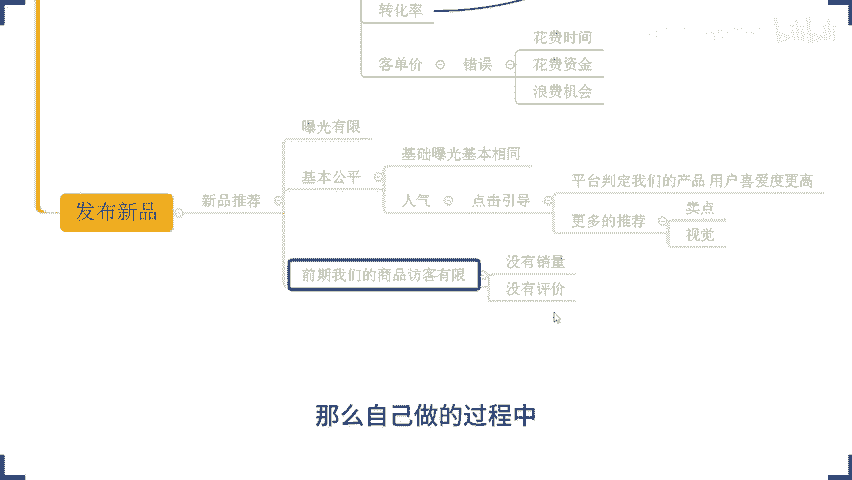 转化率
花费时间
客单价 错误 花费资金
浪费机会
曝光有限
基础曝光基本相同
基本公平
平台判定我们的产品 用户喜爱度更高
发布新品 新品推荐 人气 点击引导
卖点
更多的推荐
视觉
没有销量
前期我们的商品访客有限
没有评价
那么自己做的过程中